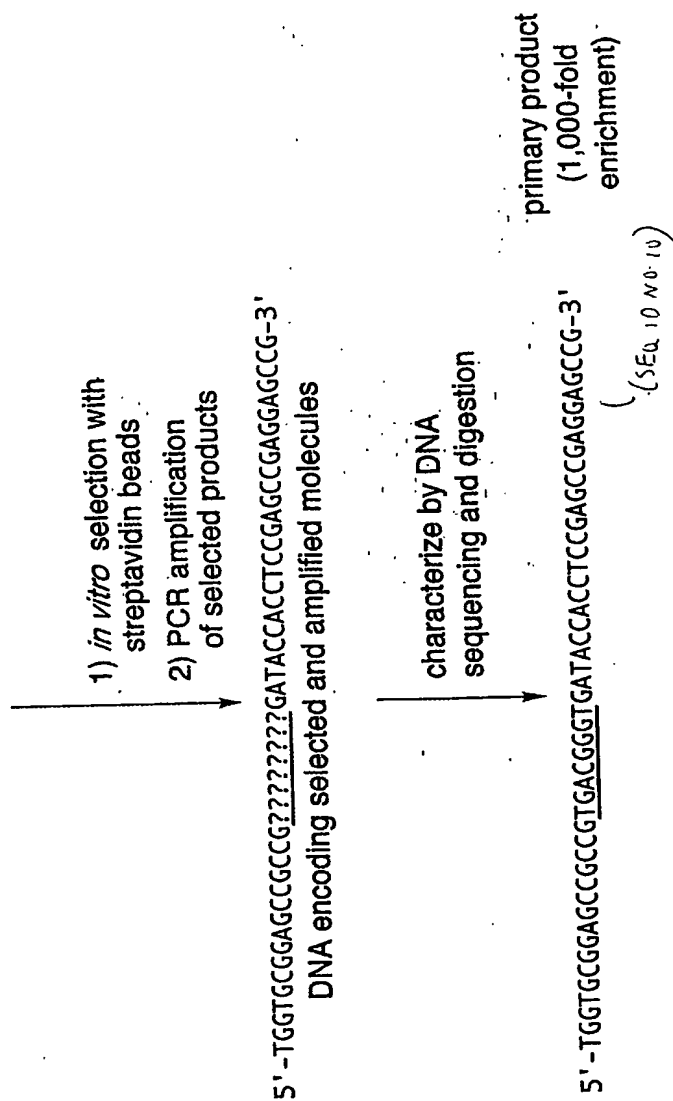 1) in vitro selection with
streptavidin beads
2) PCR amplification
of selected products
5'-TGGTGCGGAGCCGCCG????????GATACCACCTCCGAGCCGAGGAGCCG-3'
DNA encoding selected and amplified molecules
characterize by DNA
sequencing and digestion
5'-TGGTGCGGAGCCGCCGTGACGGGTGATACCACCTCCGAGCCGAGGAGCCG-3'
primary product
(1,000-fold
enrichment)
(SEQ ID NO:10)